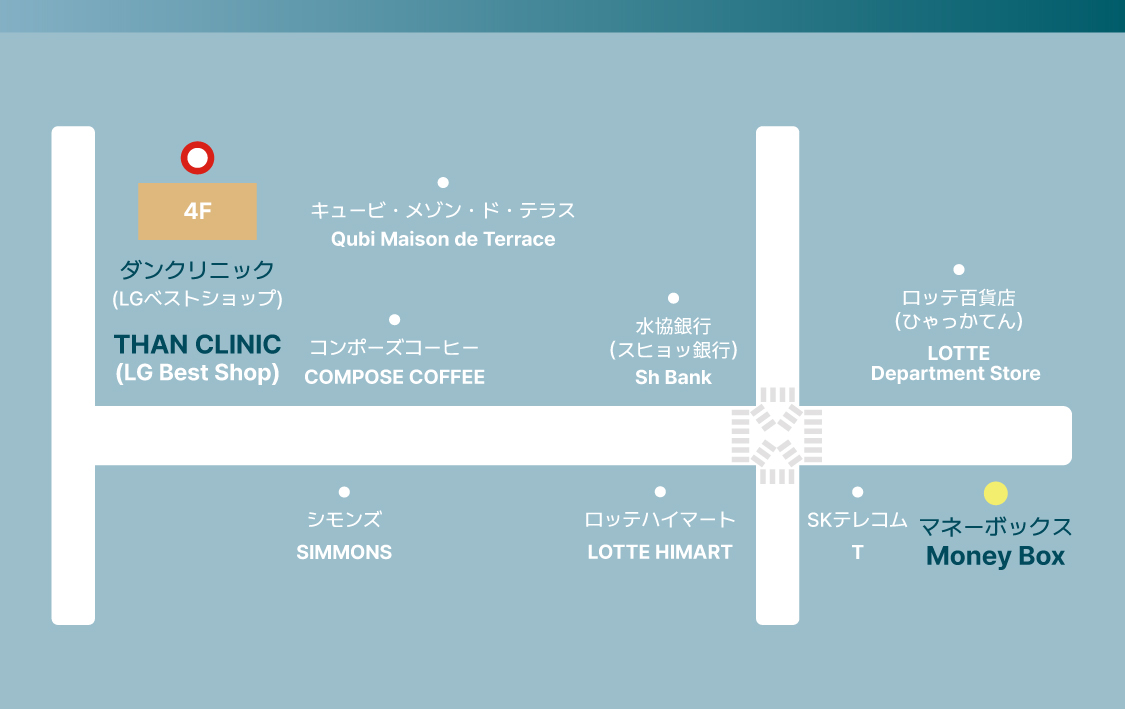 4F
ダンクリニック
(LGベストショップ)
THAN CLINIC
(LG Best Shop)
キュービ・メゾン・ド・テラス
Qubi Maison de Terrace
コンポーズコーヒー
COMPOSE COFFEE
水協銀行
(スヒョッ銀行)
Sh Bank
ロッテ百貨店
(ひゃっかてん)
LOTTE
Department Store
シモンズ
SIMMONS
ロッテハイマート
LOTTE HIMART
SKテレコム
T
マネーボックス
Money Box